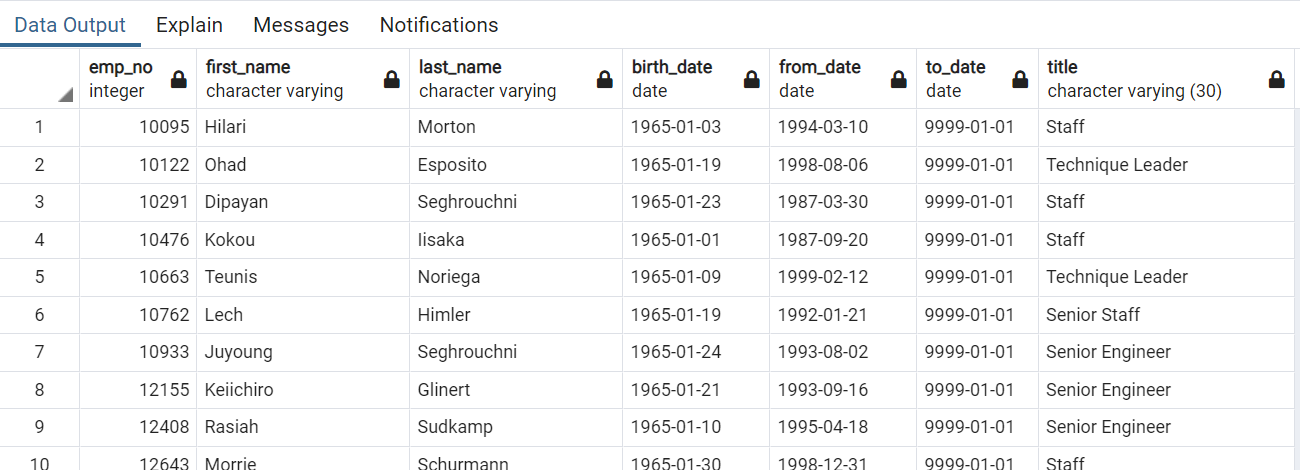 Data Output Explain Messages Notifications
emp_no first_name last_name birth_date from_date to_date title
integer character varying character varying date date date character varying (30)
1 10095 Hilari Morton 1965-01-03 1994-03-10 9999-01-01 Staff
2 10122 Ohad Esposito 1965-01-19 1998-08-06 9999-01-01 Technique Leader
3 10291 Dipayan Seghrouchni 1965-01-23 1987-03-30 9999-01-01 Staff
4 10476 Kokou Iisaka 1965-01-01 1987-09-20 9999-01-01 Staff
5 10663 Teunis Noriega 1965-01-09 1999-02-12 9999-01-01 Technique Leader
6 10762 Lech Himler 1965-01-19 1992-01-21 9999-01-01 Senior Staff
7 10933 Juyoung Seghrouchni 1965-01-24 1993-08-02 9999-01-01 Senior Engineer
8 12155 Keiichiro Glinert 1965-01-21 1993-09-16 9999-01-01 Senior Engineer
9 12408 Rasiah Sudkamp 1965-01-10 1995-04-18 9999-01-01 Senior Engineer
10 12643 Morrie Schurmann 1965-01-30 1998-12-31 9999-01-01 Staff